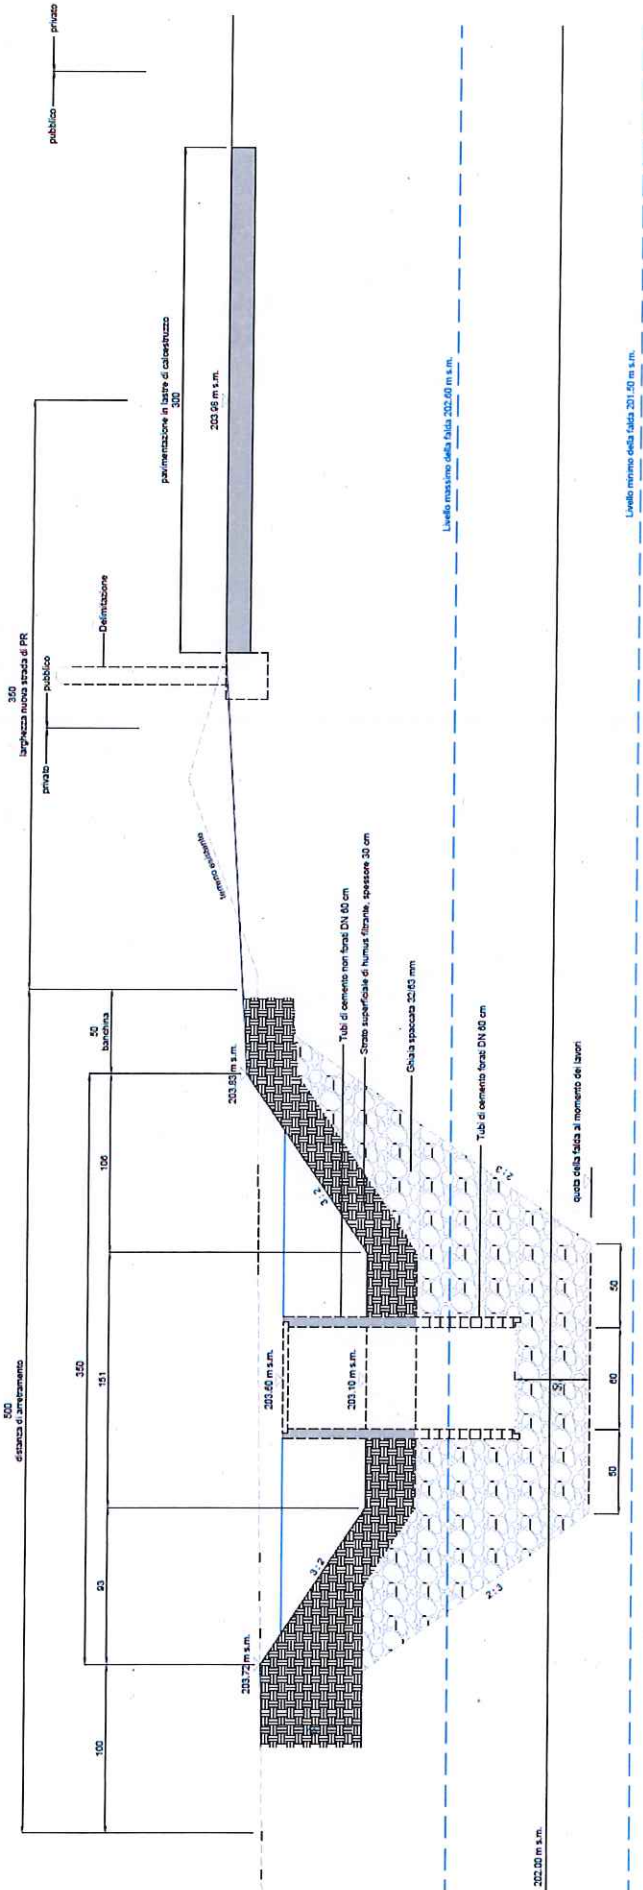 500
distanza di arretramento
350
larghezza nuova strada di PR
privato
pubblico
privato
pubblico
Delimitazione
pavimentazione in lastre di calcestruzzo
300
203.98 m s.m.
terreno esistente
100
350
93
151
106
50
banchina
203.72 m s.m.
203.83 m s.m.
3:2
3:2
203.60 m s.m.
203.10 m s.m.
Tubi di cemento non forati DN 60 cm
Strato superficiale di humus filtrante, spessore 30 cm
Ghiaia spaccata 32/63 mm
Tubi di cemento forati DN 60 cm
2:3
2:3
quota della falda al momento dei lavori
50
60
50
Livello massimo della falda 202.60 m s.m.
202.00 m s.m.
Livello minimo della falda 201.50 m s.m.